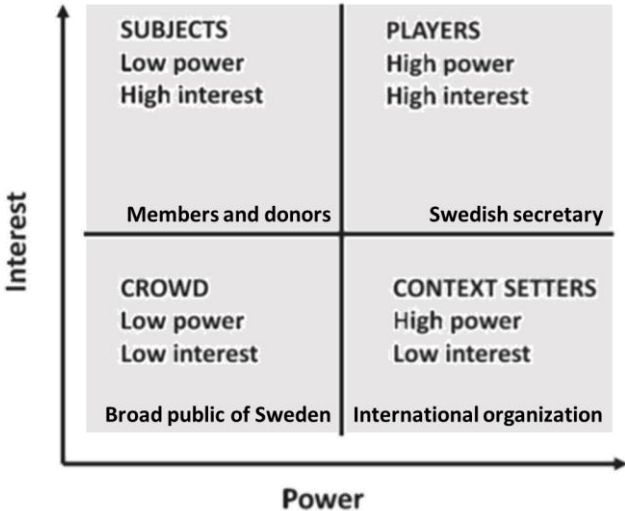 SUBJECTS
Low power
High interest
Members and donors
PLAYERS
High power
High interest
Swedish secretary
CROWD
Low power
Low interest
Broad public of Sweden
CONTEXT SETTERS
High power
Low interest
International organization
Interest
Power